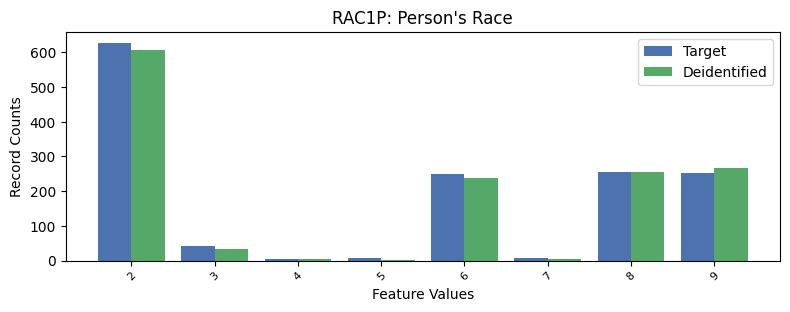 RAC1P: Person's Race
Target
Deidentified
Record Counts
600
500
400
300
200
100
0
2 3 4 5 6 7 8 9
Feature Values